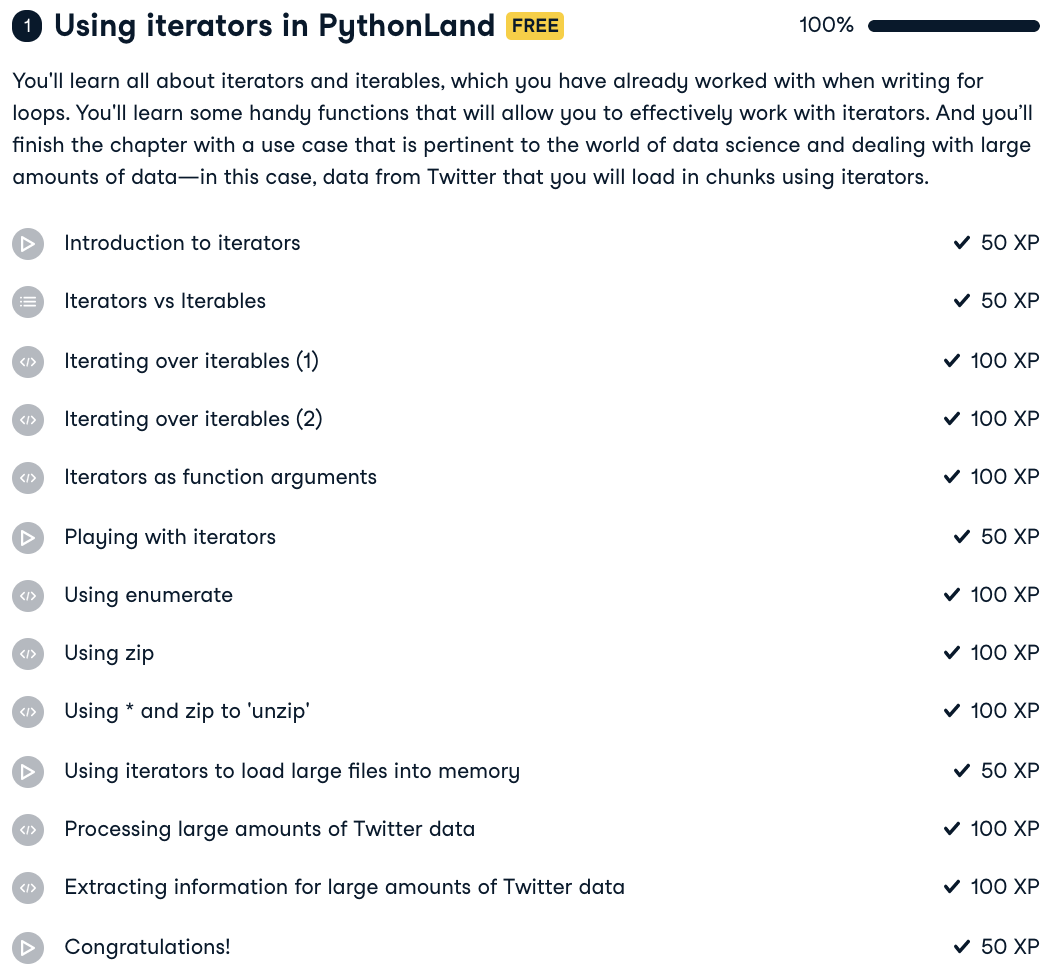 1 Using iterators in PythonLand FREE 100%
You'll learn all about iterators and iterables, which you have already worked with when writing for
loops. You'll learn some handy functions that will allow you to effectively work with iterators. And you’ll
finish the chapter with a use case that is pertinent to the world of data science and dealing with large
amounts of data—in this case, data from Twitter that you will load in chunks using iterators.
Introduction to iterators 50 XP
Iterators vs Iterables 50 XP
Iterating over iterables (1) 100 XP
Iterating over iterables (2) 100 XP
Iterators as function arguments 100 XP
Playing with iterators 50 XP
Using enumerate 100 XP
Using zip 100 XP
Using * and zip to 'unzip' 100 XP
Using iterators to load large files into memory 50 XP
Processing large amounts of Twitter data 100 XP
Extracting information for large amounts of Twitter data 100 XP
Congratulations! 50 XP